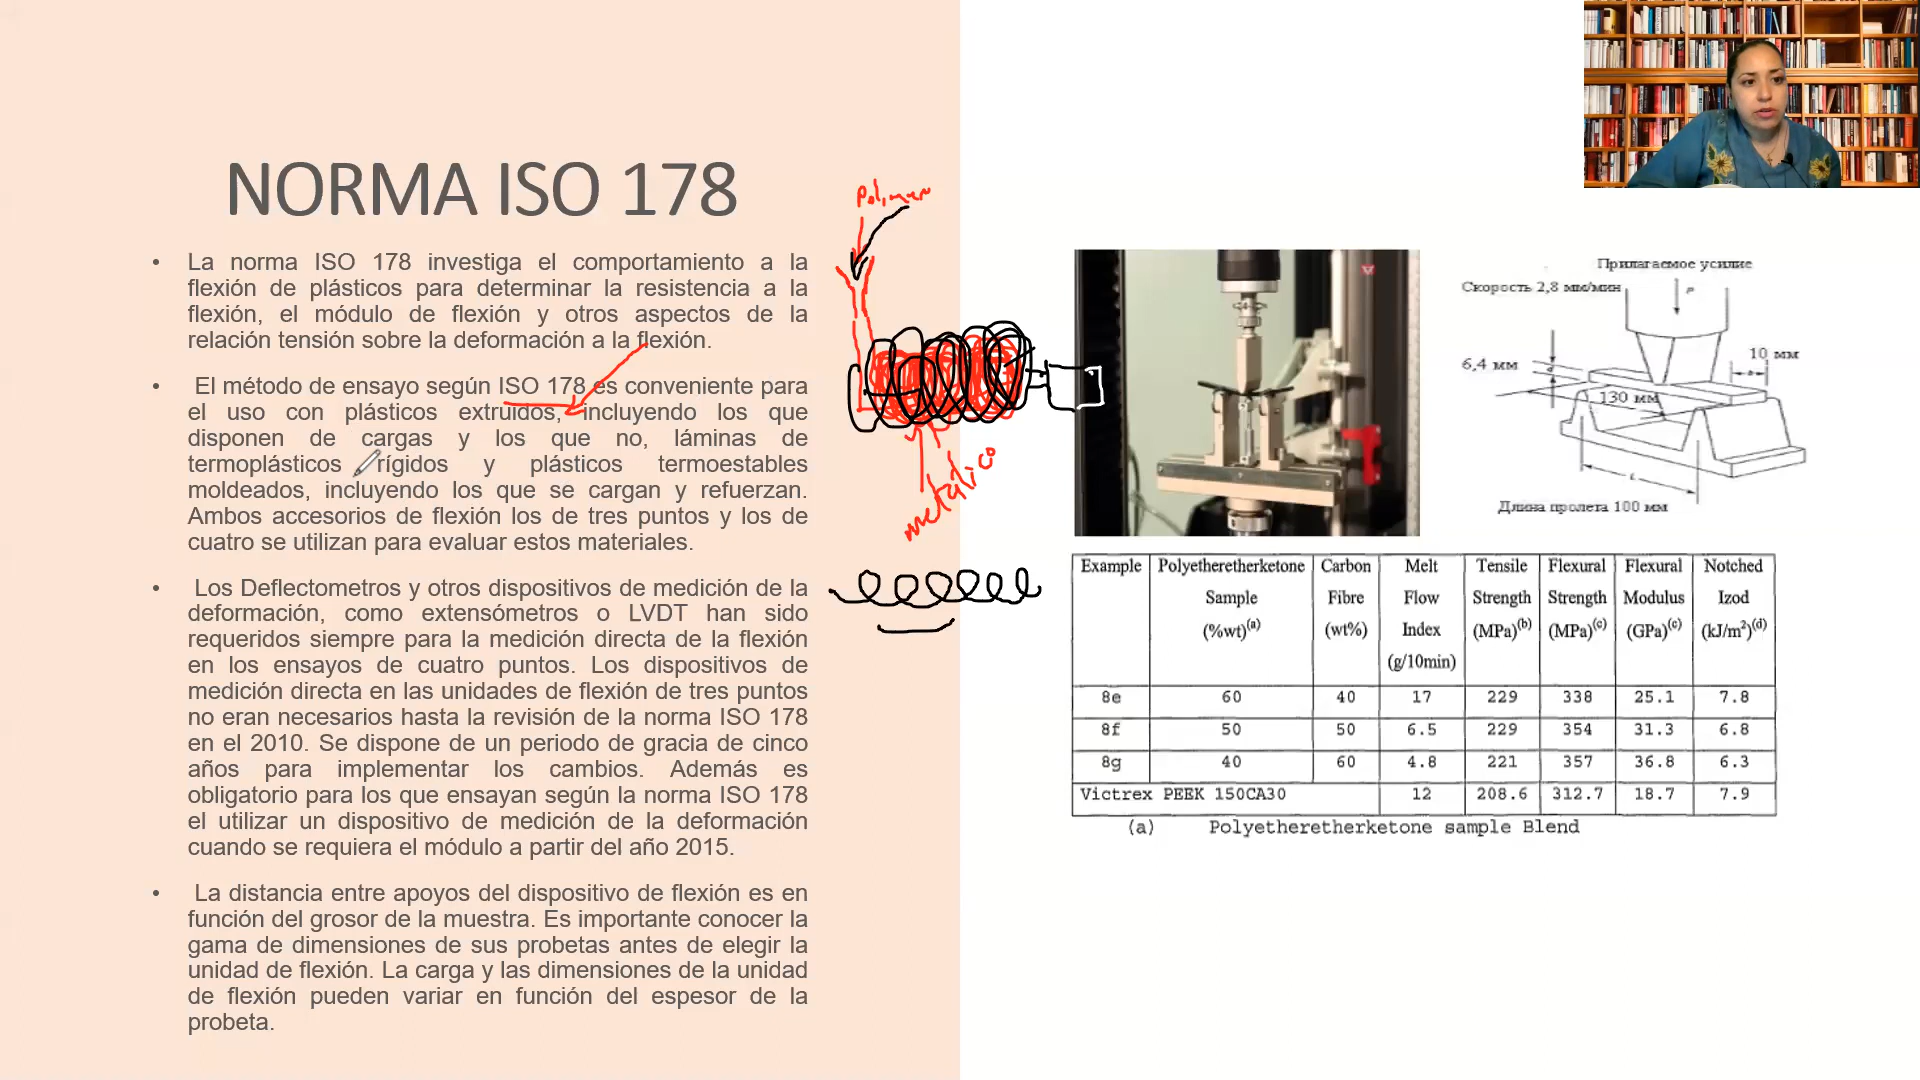 NORMA ISO 178
• La norma ISO 178 investiga el comportamiento a la
flexión de plásticos para determinar la resistencia a la
flexión, el módulo de flexión y otros aspectos de la
relación tensión sobre la deformación a la flexión.
• El método de ensayo según ISO 178 es conveniente para
el uso con plásticos extruidos, incluyendo los que
disponen de cargas y los que no, láminas de
termoplásticos rígidos y plásticos termoestables
moldeados, incluyendo los que se cargan y refuerzan.
Ambos accesorios de flexión los de tres puntos y los de
cuatro se utilizan para evaluar estos materiales.
• Los Deflectometros y otros dispositivos de medición de la
deformación, como extensómetros o LVDT han sido
requeridos siempre para la medición directa de la flexión
en los ensayos de cuatro puntos. Los dispositivos de
medición directa en las unidades de flexión de tres puntos
no eran necesarios hasta la revisión de la norma ISO 178
en el 2010. Se dispone de un periodo de gracia de cinco
años para implementar los cambios. Además es
obligatorio para los que ensayan según la norma ISO 178
el utilizar un dispositivo de medición de la deformación
cuando se requiera el módulo a partir del año 2015.
• La distancia entre apoyos del dispositivo de flexión es en
función del grosor de la muestra. Es importante conocer la
gama de dimensiones de sus probetas antes de elegir la
unidad de flexión. La carga y las dimensiones de la unidad
de flexión pueden variar en función del espesor de la
probeta.
metálico
Прилагаемое усилие
Скорость 2,8 мм/мин
P
6,4 мм
10 мм
130 мм
L
Длина пролета 100 мм
Example Polyetheretherketone Carbon Melt Tensile Flexural Flexural Notched
Sample Fibre Flow Strength Strength Modulus Izod
(%wt)(a) (wt%) Index (MPa)(b) (MPa)(c) (GPa)(c) (kJ/m²)(d)
(g/10min)
8e 60 40 17 229 338 25.1 7.8
8f 50 50 6.5 229 354 31.3 6.8
8g 40 60 4.8 221 357 36.8 6.3
Victrex PEEK 150CA30 12 208.6 312.7 18.7 7.9
(a) Polyetheretherketone sample Blend